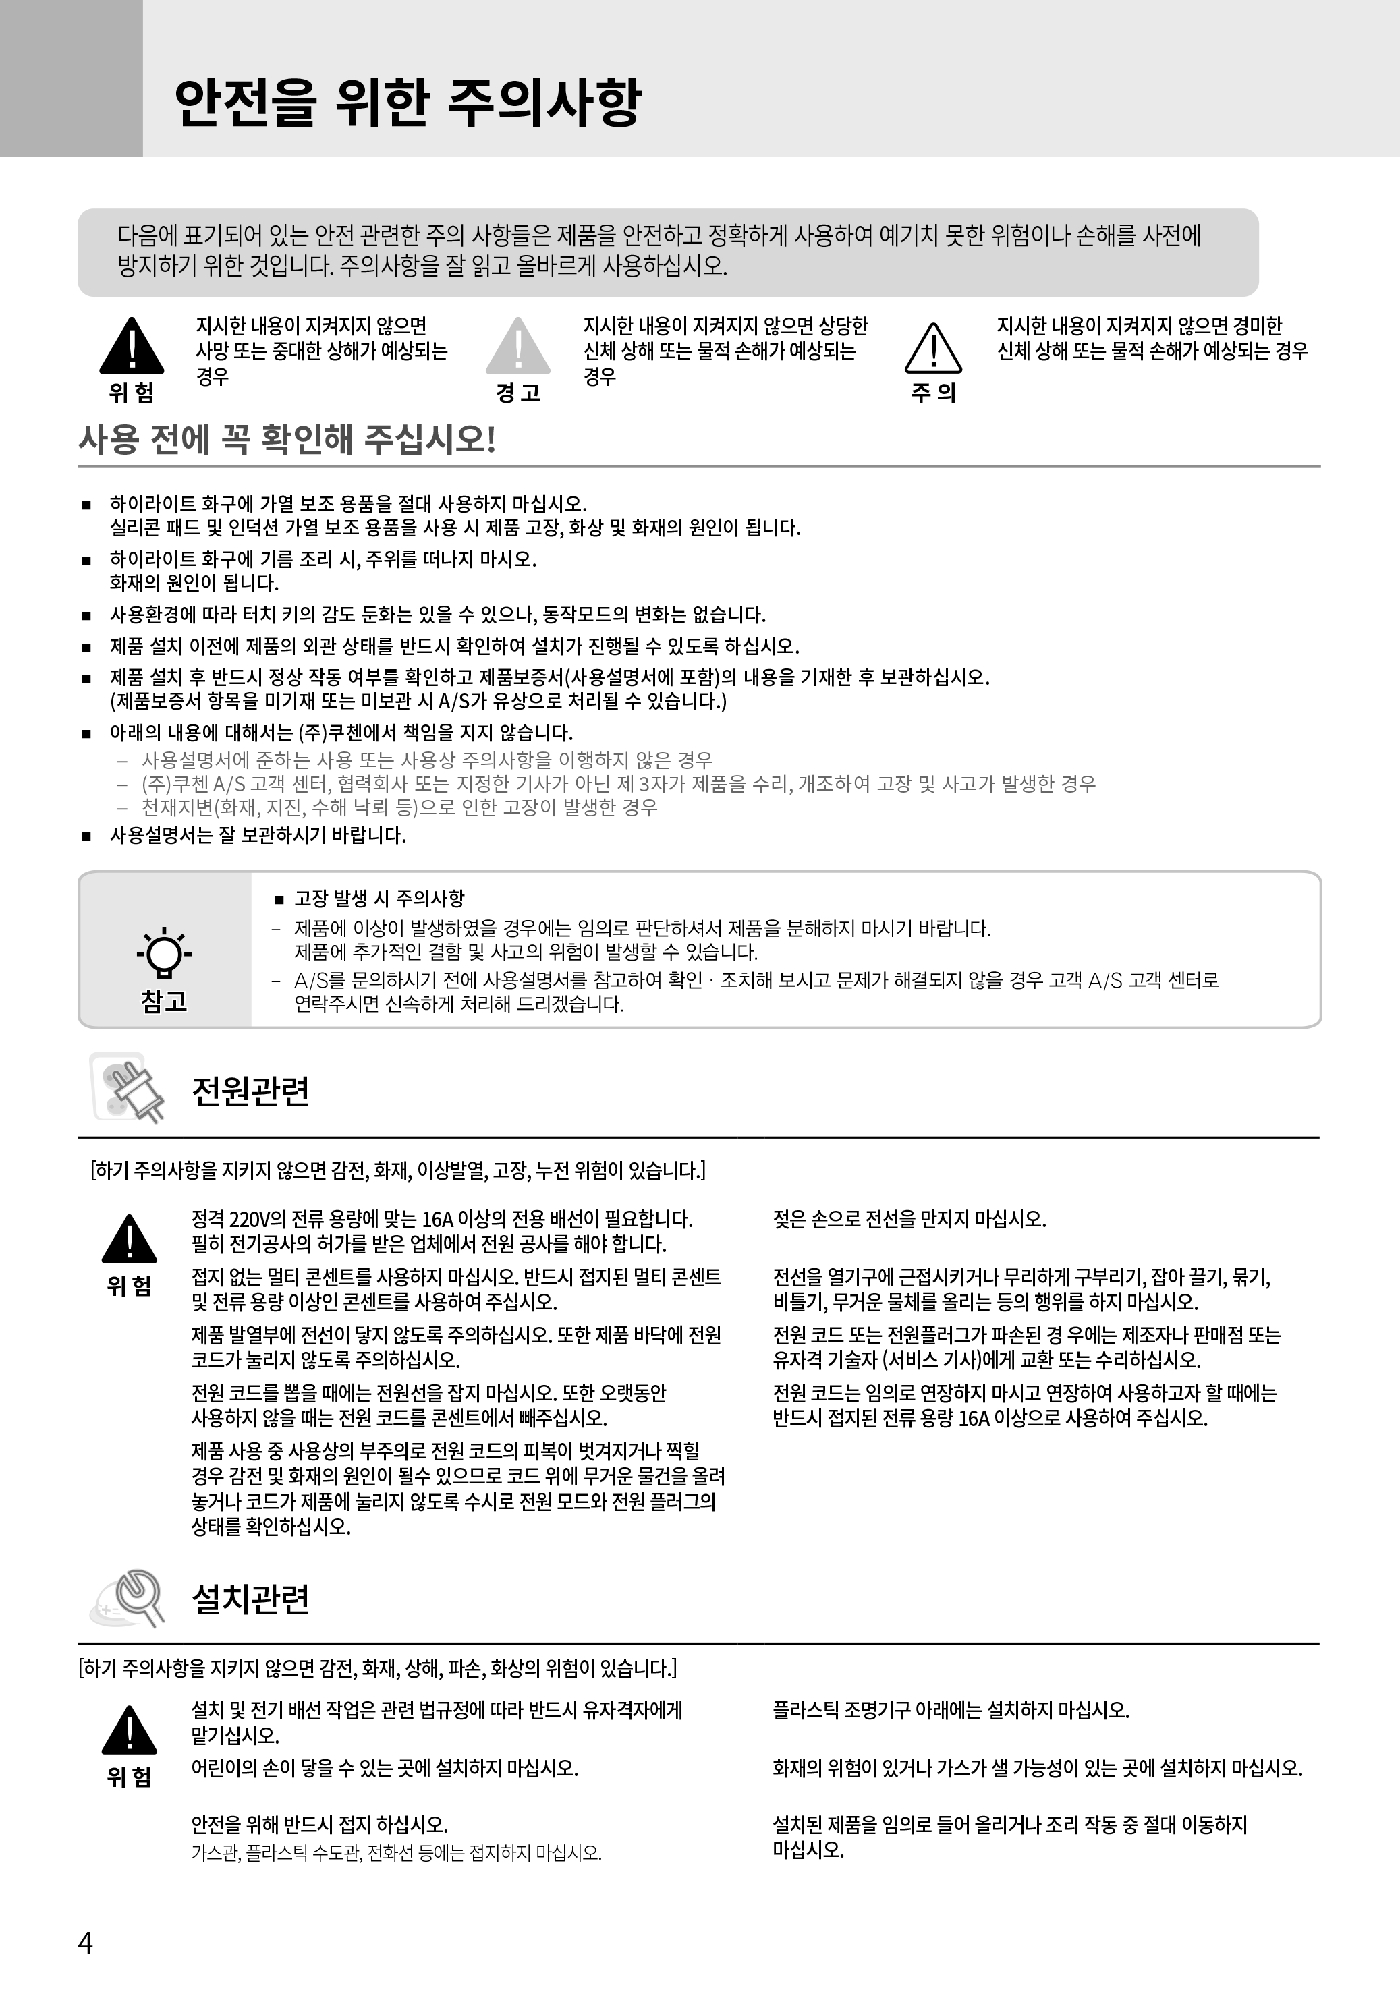 안전을 위한 주의사항
다음에 표기되어 있는 안전 관련한 주의 사항들은 제품을 안전하고 정확하게 사용하여 예기치 못한 위험이나 손해를 사전에
방지하기 위한 것입니다. 주의사항을 잘 읽고 올바르게 사용하십시오.
위 험
지시한 내용이 지켜지지 않으면
사망 또는 중대한 상해가 예상되는
경우
경 고
지시한 내용이 지켜지지 않으면 상당한
신체 상해 또는 물적 손해가 예상되는
경우
주 의
지시한 내용이 지켜지지 않으면 경미한
신체 상해 또는 물적 손해가 예상되는 경우
사용 전에 꼭 확인해 주십시오!
■ 하이라이트 화구에 가열 보조 용품을 절대 사용하지 마십시오.
실리콘 패드 및 인덕션 가열 보조 용품을 사용 시 제품 고장, 화상 및 화재의 원인이 됩니다.
■ 하이라이트 화구에 기름 조리 시, 주위를 떠나지 마시오.
화재의 원인이 됩니다.
■ 사용환경에 따라 터치 키의 감도 둔화는 있을 수 있으나, 동작모드의 변화는 없습니다.
■ 제품 설치 이전에 제품의 외관 상태를 반드시 확인하여 설치가 진행될 수 있도록 하십시오.
■ 제품 설치 후 반드시 정상 작동 여부를 확인하고 제품보증서(사용설명서에 포함)의 내용을 기재한 후 보관하십시오.
(제품보증서 항목을 미기재 또는 미보관 시 A/S가 유상으로 처리될 수 있습니다.)
■ 아래의 내용에 대해서는 (주)쿠첸에서 책임을 지지 않습니다.
– 사용설명서에 준하는 사용 또는 사용상 주의사항을 이행하지 않은 경우
– (주)쿠첸 A/S 고객 센터, 협력회사 또는 지정한 기사가 아닌 제 3자가 제품을 수리, 개조하여 고장 및 사고가 발생한 경우
– 천재지변(화재, 지진, 수해 낙뢰 등)으로 인한 고장이 발생한 경우
■ 사용설명서는 잘 보관하시기 바랍니다.
참고
■ 고장 발생 시 주의사항
– 제품에 이상이 발생하였을 경우에는 임의로 판단하셔서 제품을 분해하지 마시기 바랍니다.
제품에 추가적인 결함 및 사고의 위험이 발생할 수 있습니다.
– A/S를 문의하시기 전에 사용설명서를 참고하여 확인 · 조치해 보시고 문제가 해결되지 않을 경우 고객 A/S 고객 센터로
연락주시면 신속하게 처리해 드리겠습니다.
전원관련
[하기 주의사항을 지키지 않으면 감전, 화재, 이상발열, 고장, 누전 위험이 있습니다.]
위 험
정격 220V의 전류 용량에 맞는 16A 이상의 전용 배선이 필요합니다.
필히 전기공사의 허가를 받은 업체에서 전원 공사를 해야 합니다.
젖은 손으로 전선을 만지지 마십시오.
접지 없는 멀티 콘센트를 사용하지 마십시오. 반드시 접지된 멀티 콘센트
및 전류 용량 이상인 콘센트를 사용하여 주십시오.
전선을 열기구에 근접시키거나 무리하게 구부리기, 잡아 끌기, 묶기,
비틀기, 무거운 물체를 올리는 등의 행위를 하지 마십시오.
제품 발열부에 전선이 닿지 않도록 주의하십시오. 또한 제품 바닥에 전원
코드가 눌리지 않도록 주의하십시오.
전원 코드 또는 전원플러그가 파손된 경 우에는 제조자나 판매점 또는
유자격 기술자 (서비스 기사)에게 교환 또는 수리하십시오.
전원 코드를 뽑을 때에는 전원선을 잡지 마십시오. 또한 오랫동안
사용하지 않을 때는 전원 코드를 콘센트에서 빼주십시오.
전원 코드는 임의로 연장하지 마시고 연장하여 사용하고자 할 때에는
반드시 접지된 전류 용량 16A 이상으로 사용하여 주십시오.
제품 사용 중 사용상의 부주의로 전원 코드의 피복이 벗겨지거나 찍힐
경우 감전 및 화재의 원인이 될수 있으므로 코드 위에 무거운 물건을 올려
놓거나 코드가 제품에 눌리지 않도록 수시로 전원 모드와 전원 플러그의
상태를 확인하십시오.
설치관련
[하기 주의사항을 지키지 않으면 감전, 화재, 상해, 파손, 화상의 위험이 있습니다.]
위 험
설치 및 전기 배선 작업은 관련 법규정에 따라 반드시 유자격자에게
맡기십시오.
플라스틱 조명기구 아래에는 설치하지 마십시오.
어린이의 손이 닿을 수 있는 곳에 설치하지 마십시오.
화재의 위험이 있거나 가스가 샐 가능성이 있는 곳에 설치하지 마십시오.
안전을 위해 반드시 접지 하십시오.
가스관, 플라스틱 수도관, 전화선 등에는 접지하지 마십시오.
설치된 제품을 임의로 들어 올리거나 조리 작동 중 절대 이동하지
마십시오.
4